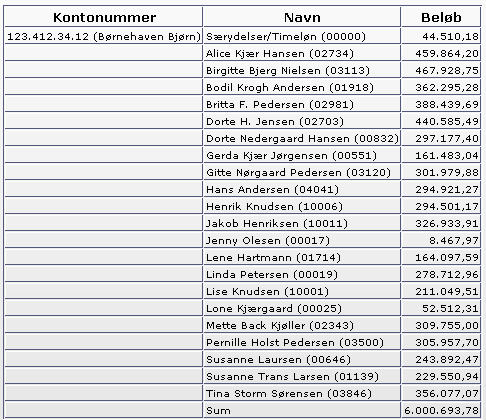 Kontonummer Navn Beløb
123.412.34.12 (Børnehaven Bjørn) Særydelser/Timeløn (00000) 44.510,18
Alice Kjær Hansen (02734) 459.864,20
Birgitte Bjerg Nielsen (03113) 467.928,75
Bodil Krogh Andersen (01918) 362.295,28
Britta F. Pedersen (02981) 388.439,69
Dorte H. Jensen (02703) 440.585,49
Dorte Nedergaard Hansen (00832) 297.177,40
Gerda Kjær Jørgensen (00551) 161.483,04
Gitte Nørgaard Pedersen (03120) 301.979,88
Hans Andersen (04041) 294.921,27
Henrik Knudsen (10006) 294.501,17
Jakob Henriksen (10011) 326.933,91
Jenny Olesen (00017) 8.467,97
Lene Hartmann (01714) 164.097,59
Linda Petersen (00019) 278.712,96
Lise Knudsen (10001) 211.049,51
Lone Kjærgaard (00025) 52.512,31
Mette Back Kjøller (02343) 309.755,00
Pernille Holst Pedersen (03500) 305.957,70
Susanne Laursen (00646) 243.892,47
Susanne Trans Larsen (01139) 229.550,94
Tina Storm Sørensen (03846) 356.077,07
Sum 6.000.693,78